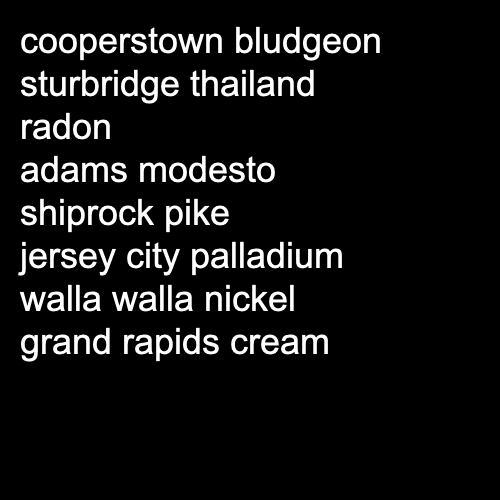 cooperstown bludgeon
sturbridge thailand
radon
adams modesto
shiprock pike
jersey city palladium
walla walla nickel
grand rapids cream